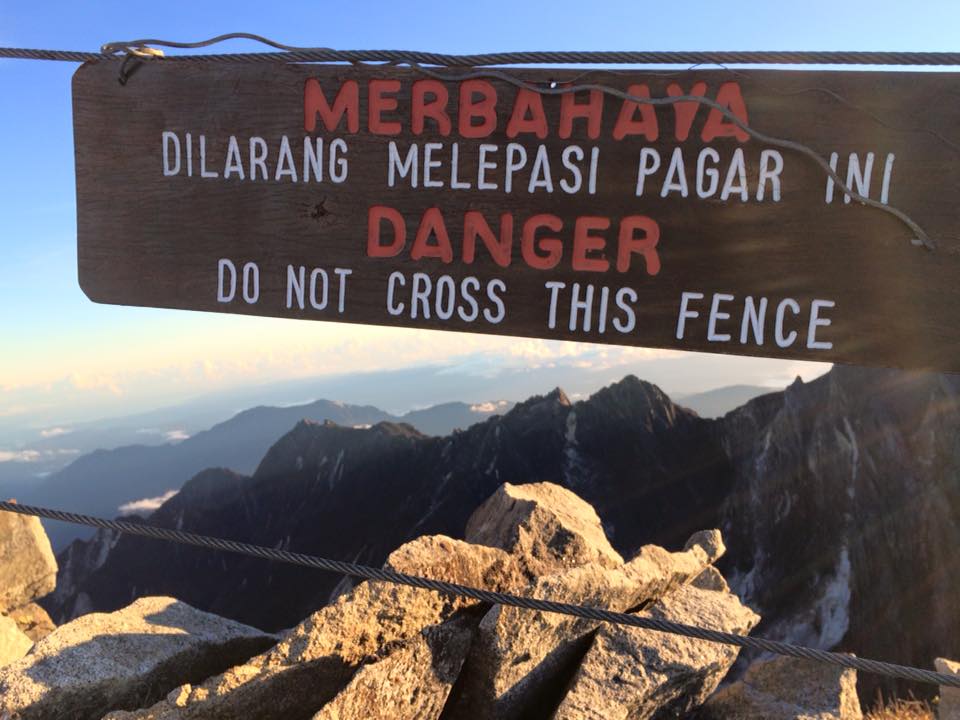 MERBAHAYA
DILARANG MELEPASI PAGAR INI
DANGER
DO NOT CROSS THIS FENCE